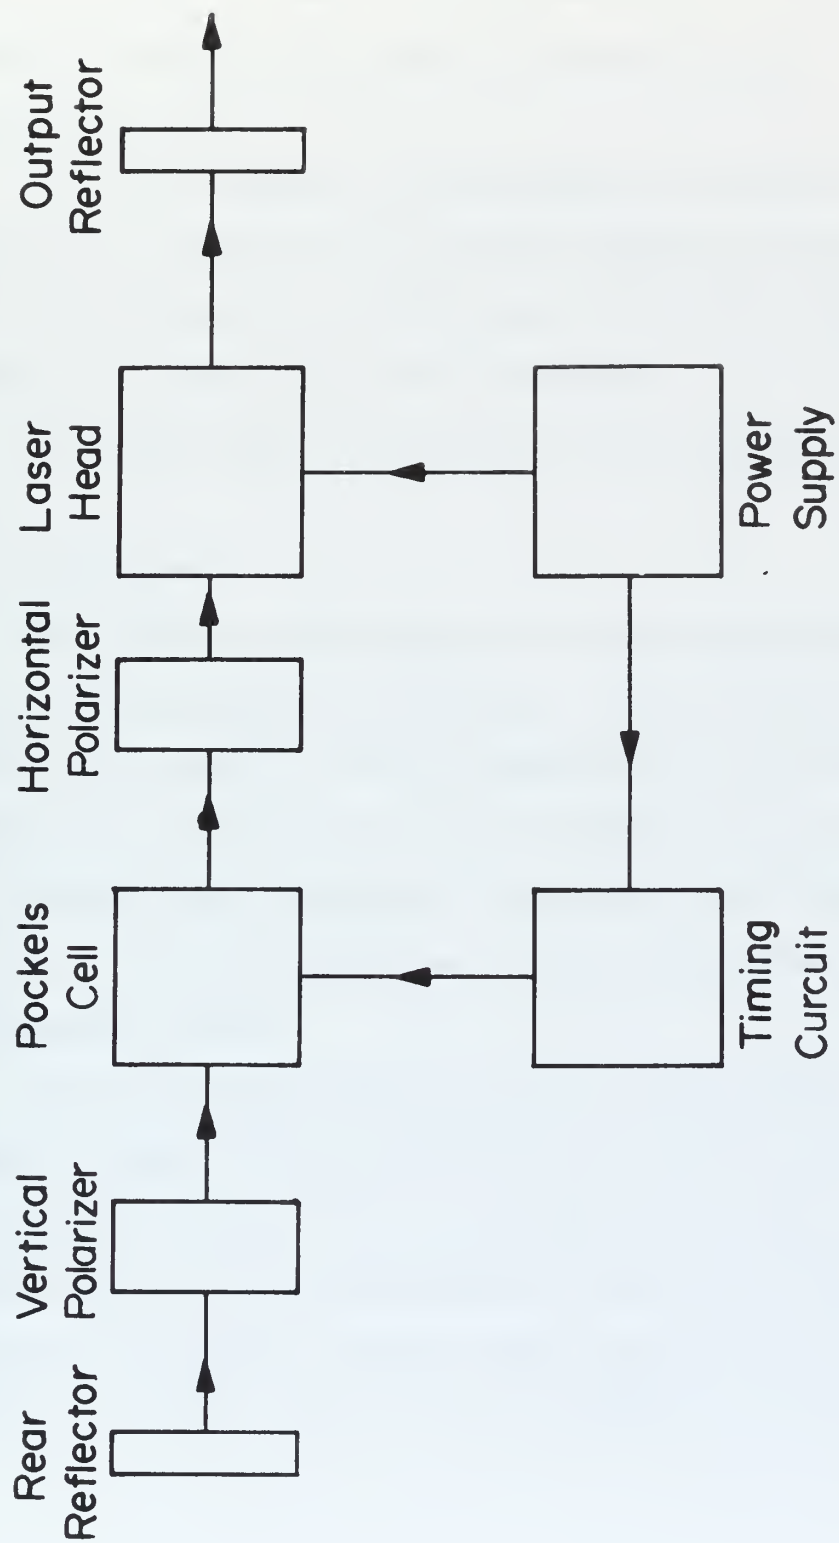 Rear
Reflector
Vertical
Polarizer
Pockels
Cell
Horizontal
Polarizer
Laser
Head
Output
Reflector
Timing
Curcuit
Power
Supply